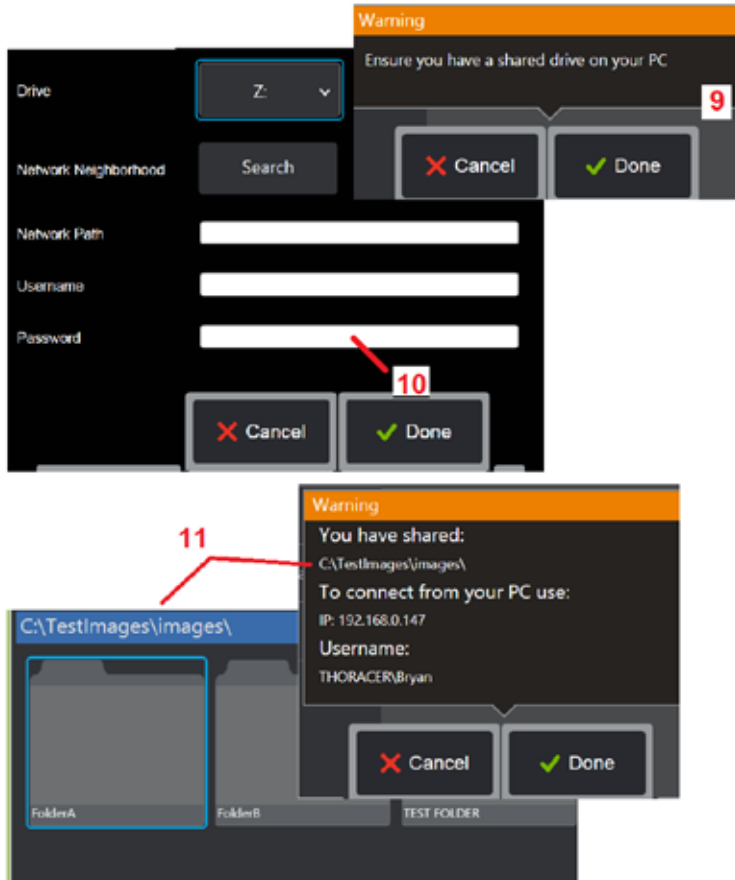 Warning
Ensure you have a shared drive on your PC
9
Cancel
Done
Drive
Z:
Network Neighborhood
Search
Network Path
Username
Password
10
Cancel
Done
11
Warning
You have shared:
C:\TestImages\images\
To connect from your PC use:
IP: 192.168.0.147
Username:
THORACER\Bryan
Cancel
Done
C:\TestImages\images\
FolderA
FolderB
TEST FOLDER